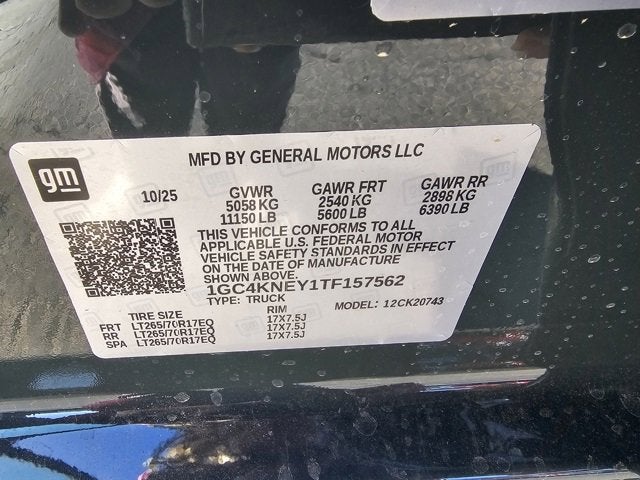 gm
MFD BY GENERAL MOTORS LLC
10/25 GVWR GAWR FRT GAWR RR
5058 KG 2540 KG 2898 KG
11150 LB 5600 LB 6390 LB
THIS VEHICLE CONFORMS TO ALL
APPLICABLE U.S. FEDERAL MOTOR
VEHICLE SAFETY STANDARDS IN EFFECT
ON THE DATE OF MANUFACTURE
SHOWN ABOVE.
1GC4KNEY1TF157562
TYPE: TRUCK MODEL: 12CK20743
TIRE SIZE RIM
FRT LT265/70R17EQ 17X7.5J
RR LT265/70R17EQ 17X7.5J
SPA LT265/70R17EQ 17X7.5J